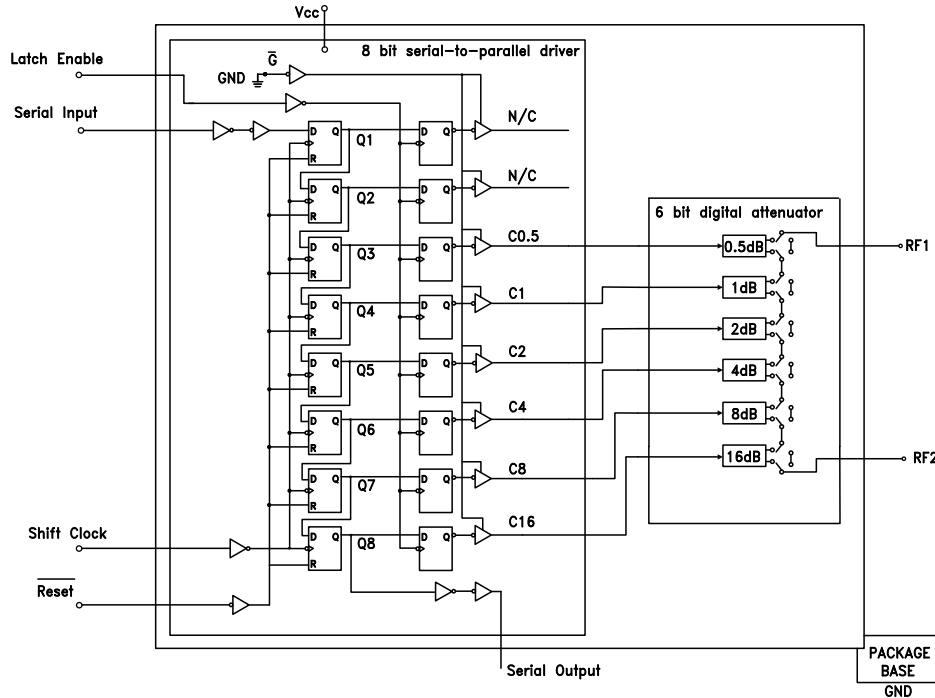 Vcc
8 bit serial-to-parallel driver
Latch Enable
G
GND
Serial Input
D Q
R
Q1
D Q
N/C
D Q
R
Q2
D Q
N/C
6 bit digital attenuator
D Q
R
Q3
D Q
C0.5
0.5dB
RF1
D Q
R
Q4
D Q
C1
1dB
D Q
R
Q5
D Q
C2
2dB
D Q
R
Q6
D Q
C4
4dB
D Q
R
Q7
D Q
C8
8dB
D Q
R
Q8
D Q
C16
16dB
RF2
Shift Clock
Reset
Serial Output
PACKAGE
BASE
GND